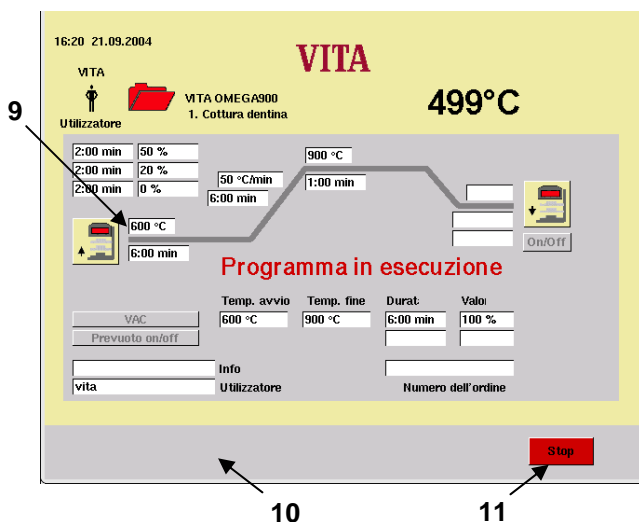 16:20 21.09.2004
VITA
VITA
Utilizzatore
VITA OMEGA900
1. Cottura dentina
499°C
9
2:00 min 50 %
2:00 min 20 %
2:00 min 0 %
900 °C
50 °C/min
1:00 min
6:00 min
600 °C
6:00 min
On/Off
Programma in esecuzione
Temp. avvio Temp. fine Durat Valor
VAC 600 °C 900 °C 6:00 min 100 %
Prevuoto on/off
Info
vita Utilizzatore Numero dell'ordine
Stop
10
11